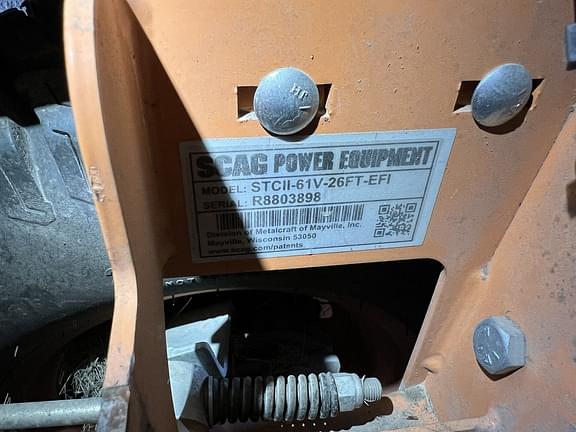 SCAG POWER EQUIPMENT
MODEL: STCII-61V-26FT-EFI
SERIAL: R8803898
Division of Metalcraft of Mayville, Inc.
Mayville, Wisconsin 53050
www.scag.com/patents